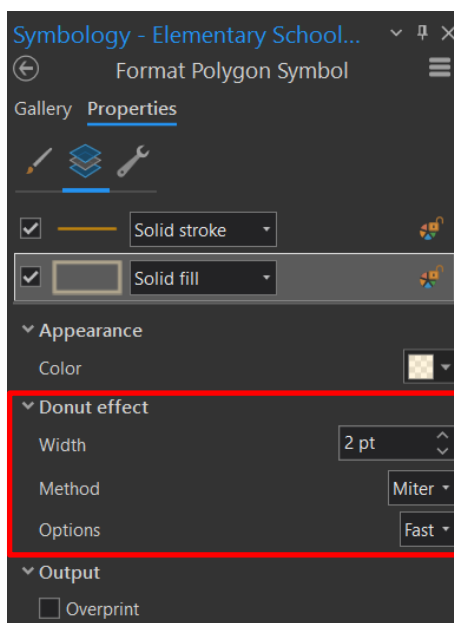 Symbology - Elementary School...
Format Polygon Symbol
Gallery Properties
Solid stroke
Solid fill
Appearance
Color
Donut effect
Width 2 pt
Method Miter
Options Fast
Output
Overprint